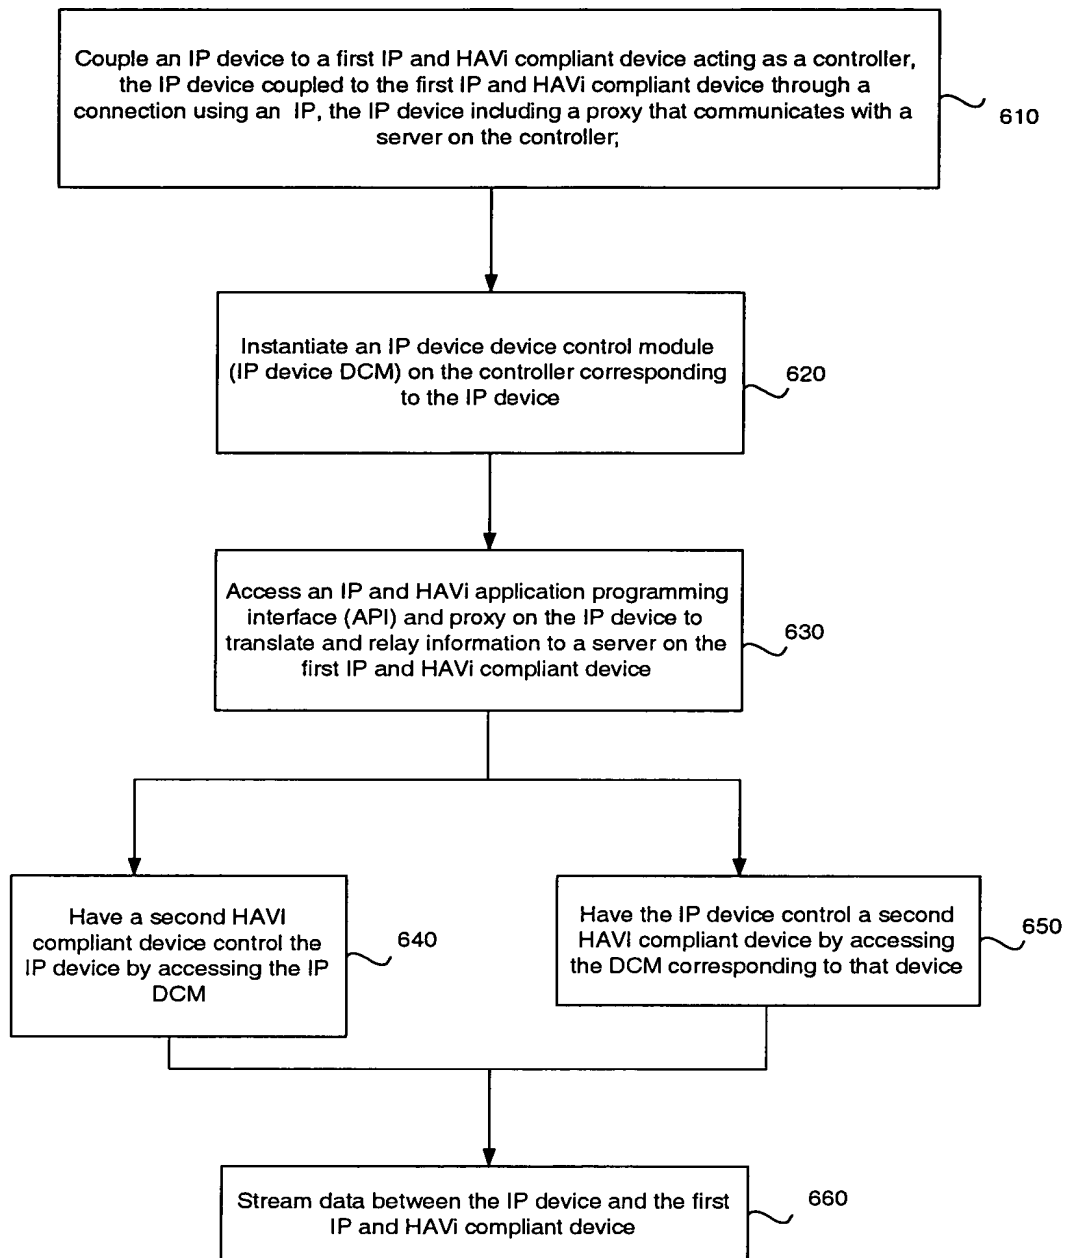 Couple an IP device to a first IP and HAVi compliant device acting as a controller,
the IP device coupled to the first IP and HAVi compliant device through a
connection using an IP, the IP device including a proxy that communicates with a
server on the controller;
610
Instantiate an IP device device control module
(IP device DCM) on the controller corresponding
to the IP device
620
Access an IP and HAVi application programming
interface (API) and proxy on the IP device to
translate and relay information to a server on the
first IP and HAVi compliant device
630
Have a second HAVI
compliant device control the
IP device by accessing the IP
DCM
640
Have the IP device control a second
HAVI compliant device by accessing
the DCM corresponding to that device
650
Stream data between the IP device and the first
IP and HAVi compliant device
660